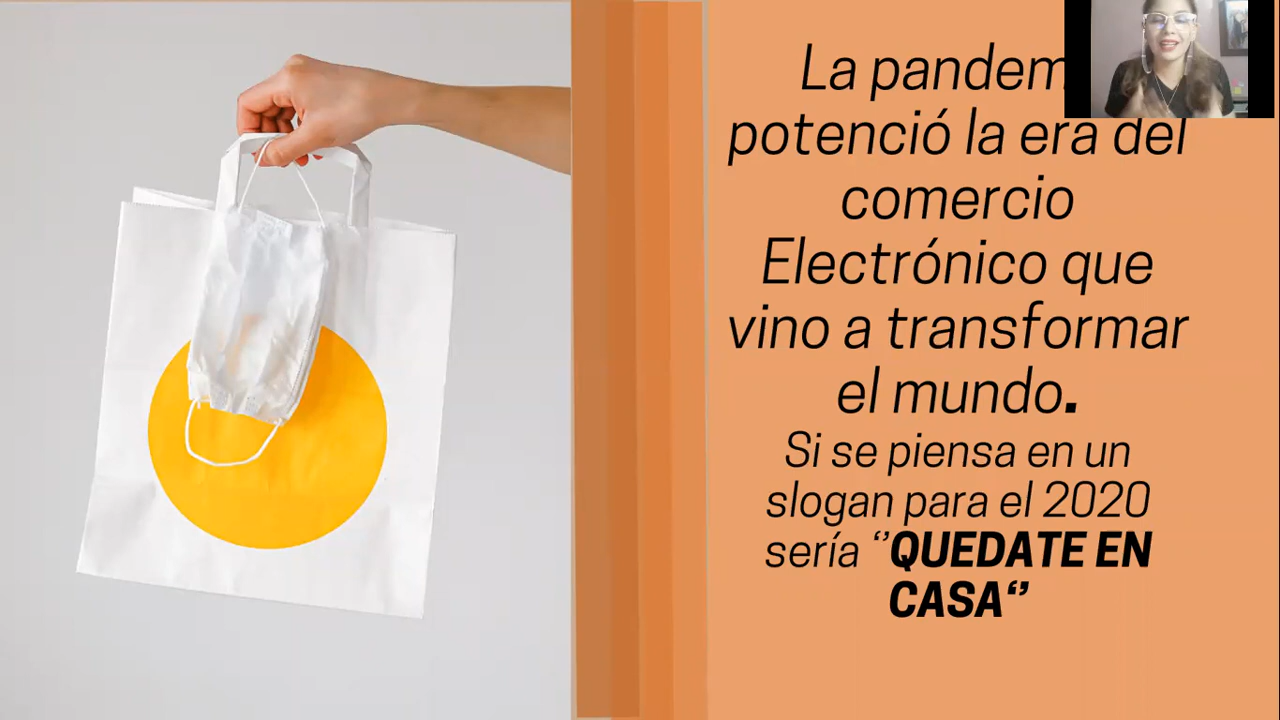 La pandem
potenció la era del
comercio
Electrónico que
vino a transformar
el mundo.
Si se piensa en un
slogan para el 2020
sería ‘’QUEDATE EN
CASA‘’